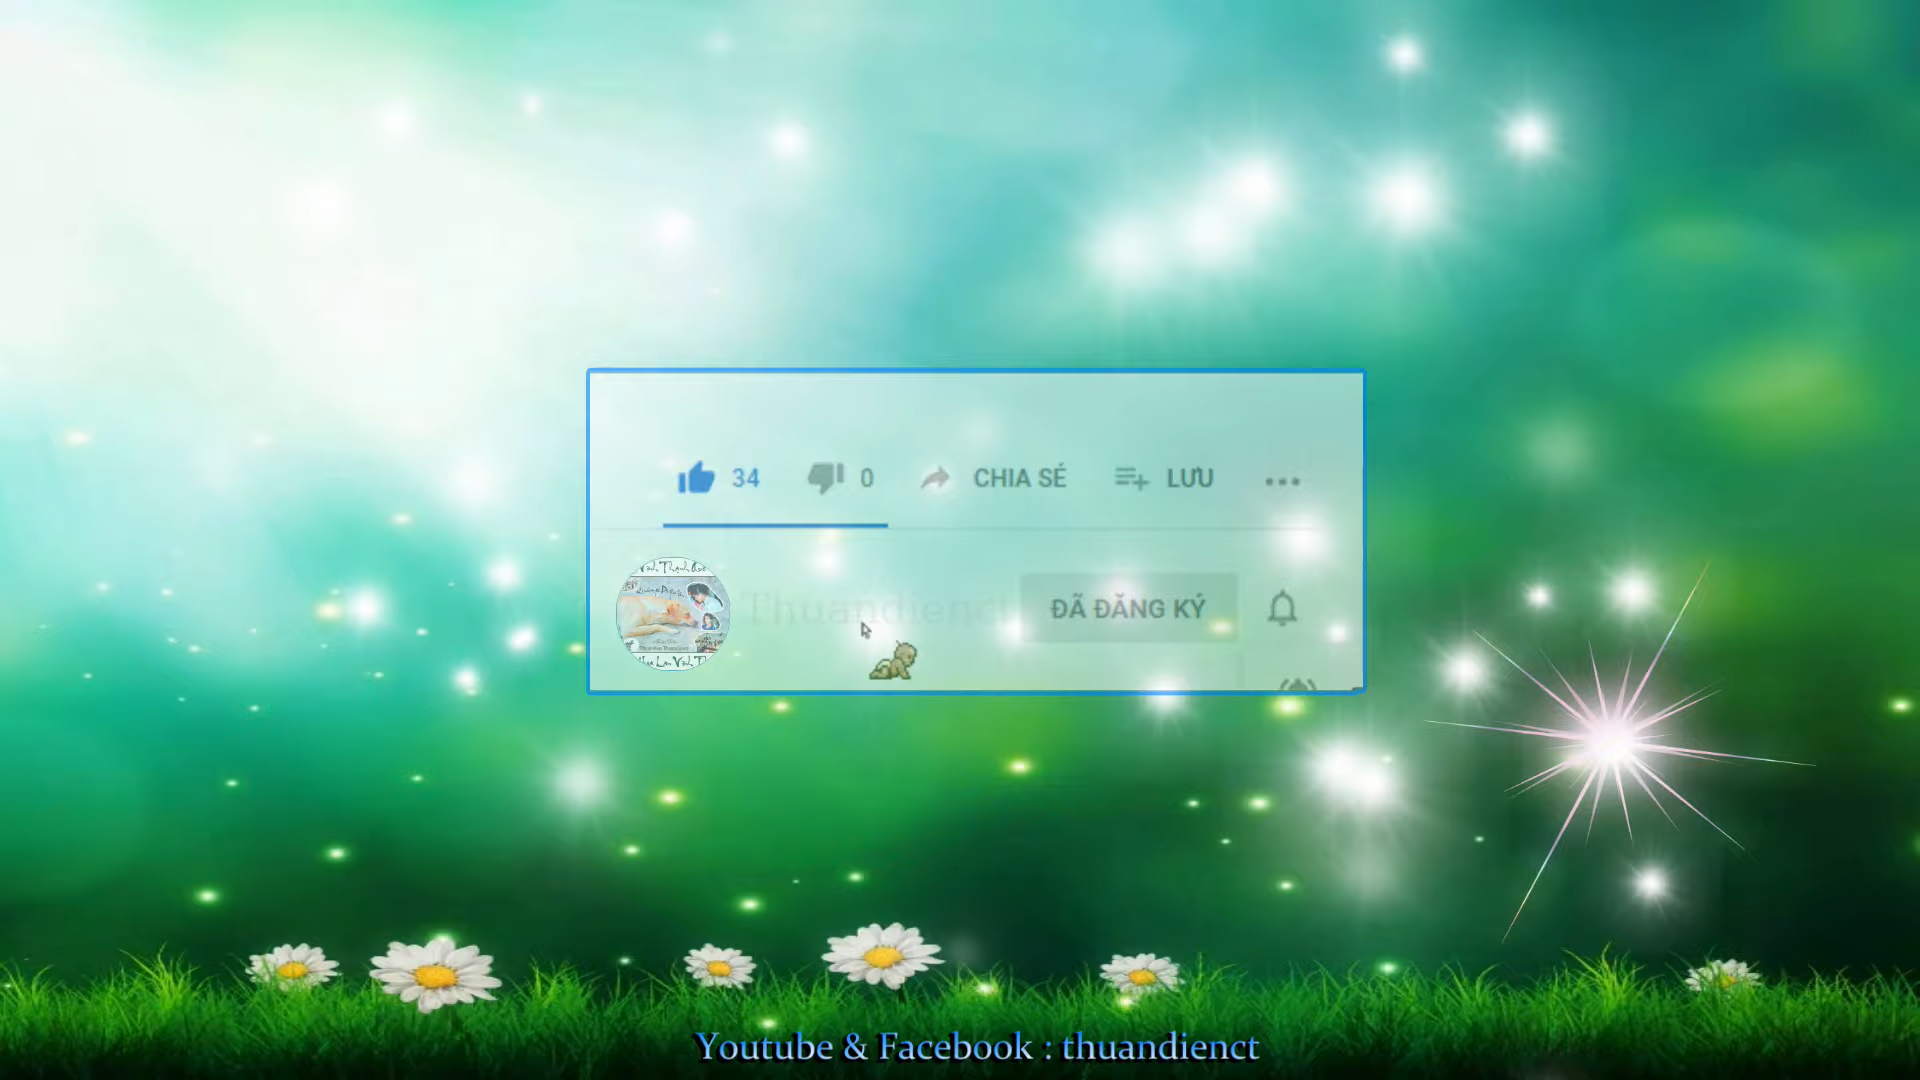 34 0 CHIA SẺ LƯU
Thuandienct ĐÃ ĐĂNG KÝ
Youtube & Facebook : thuandienct